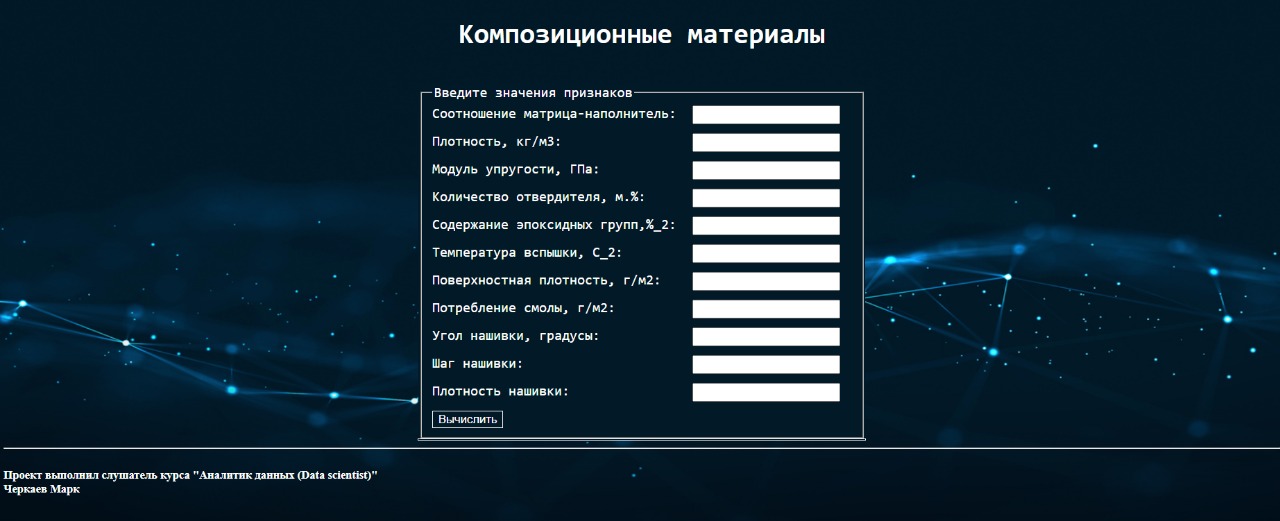 Композиционные материалы
Введите значения признаков
Соотношение матрица-наполнитель:
Плотность, кг/м3:
Модуль упругости, ГПа:
Количество отвердителя, м.%:
Содержание эпоксидных групп,%_2:
Температура вспышки, С_2:
Поверхностная плотность, г/м2:
Потребление смолы, г/м2:
Угол нашивки, градусы:
Шаг нашивки:
Плотность нашивки:
Вычислить
Проект выполнил слушатель курса "Аналитик данных (Data scientist)"
Черкаев Марк